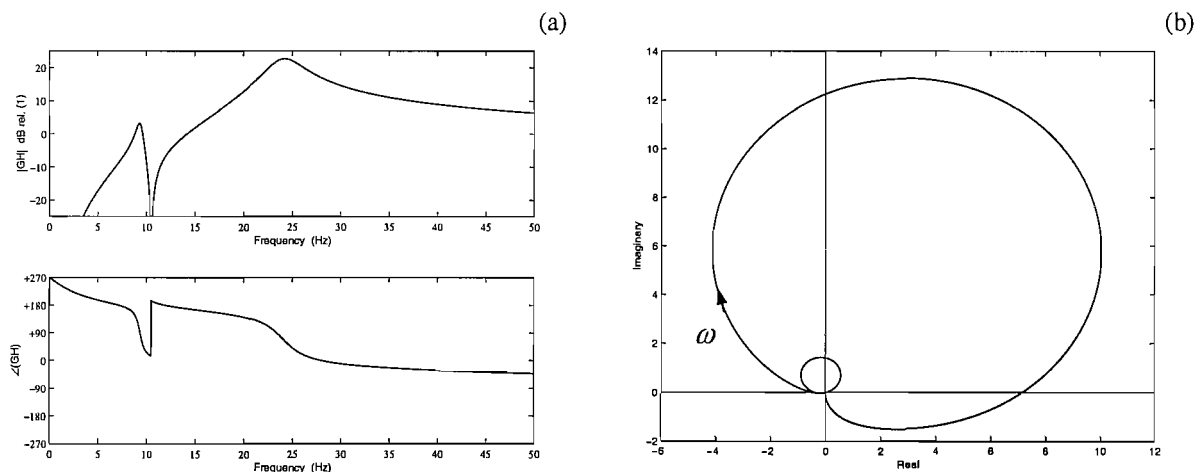 (a)
|GH| dB rel. (1)
20
10
0
−10
−20
0 5 10 15 20 25 30 35 40 45 50
Frequency (Hz)
∠(GH)
+270
+180
+90
0
−90
−180
−270
0 5 10 15 20 25 30 35 40 45 50
Frequency (Hz)
(b)
Imaginary
14
12
10
8
6
4
2
0
−2
ω
−6 −4 −2 0 2 4 6 8 10 12
Real